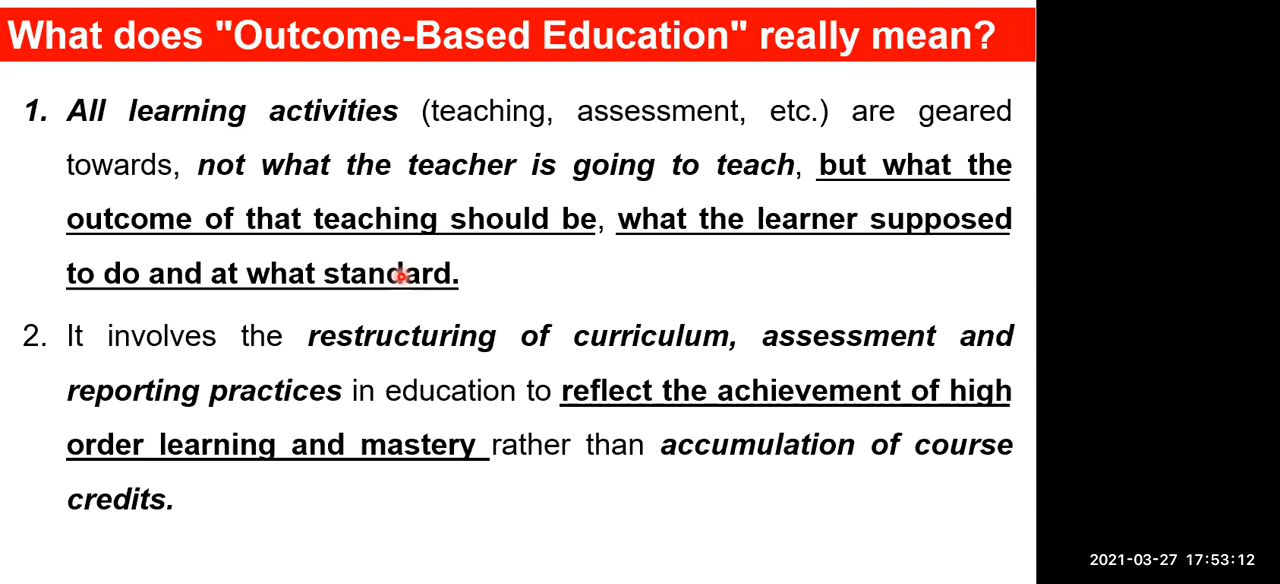 What does "Outcome-Based Education" really mean?
1. All learning activities (teaching, assessment, etc.) are geared
towards, not what the teacher is going to teach, but what the
outcome of that teaching should be, what the learner supposed
to do and at what standard.
2. It involves the restructuring of curriculum, assessment and
reporting practices in education to reflect the achievement of high
order learning and mastery rather than accumulation of course
credits.
2021-03-27 17:53:12